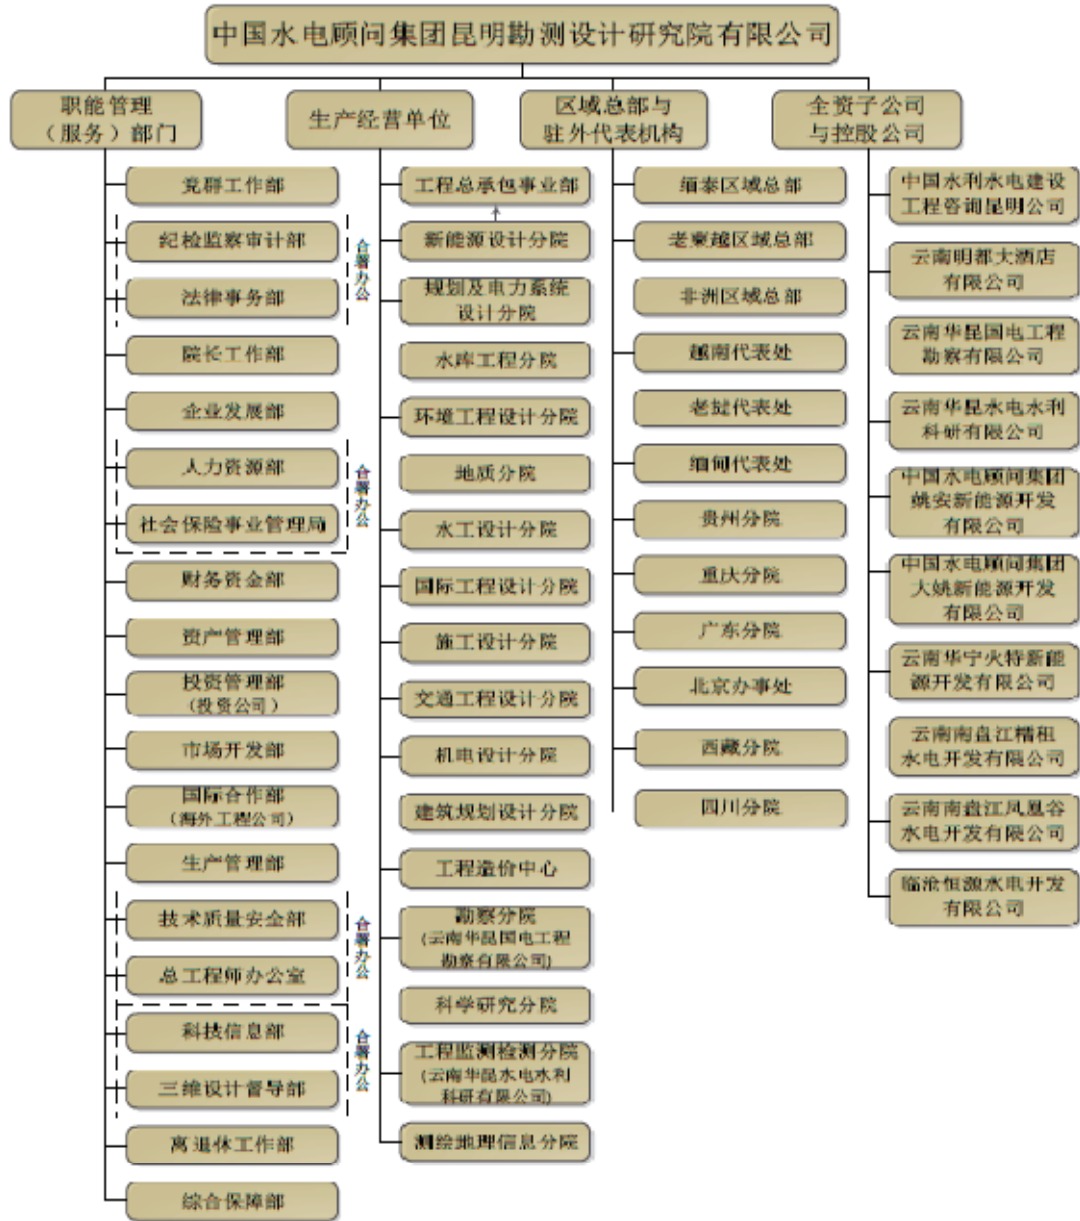 中国水电顾问集团昆明勘测设计研究院有限公司
职能管理
（服务）部门
党群工作部
纪检监察审计部
法律事务部
合署办公
院长工作部
企业发展部
人力资源部
社会保险事业管理局
合署办公
财务资金部
资产管理部
投资管理部
（投资公司）
市场开发部
国际合作部
（海外工程公司）
生产管理部
技术质量安全部
总工程师办公室
合署办公
科技信息部
三维设计督导部
合署办公
离退休工作部
综合保障部
生产经营单位
工程总承包事业部
新能源设计分院
规划及电力系统
设计分院
水库工程分院
环境工程设计分院
地质分院
水工设计分院
国际工程设计分院
施工设计分院
交通工程设计分院
机电设计分院
建筑规划设计分院
工程造价中心
勘察分院
(云南华昆国电工程
勘察有限公司)
科学研究分院
工程监测检测分院
(云南华昆水电水利
科研有限公司)
测绘地理信息分院
区域总部与
驻外代表机构
缅泰区域总部
老柬越区域总部
非洲区域总部
越南代表处
老挝代表处
缅甸代表处
贵州分院
重庆分院
广东分院
北京办事处
西藏分院
四川分院
全资子公司
与控股公司
中国水利水电建设
工程咨询昆明公司
云南明都大酒店
有限公司
云南华昆国电工程
勘察有限公司
云南华昆水电水利
科研有限公司
中国水电顾问集团
姚安新能源开发
有限公司
中国水电顾问集团
大姚新能源开发
有限公司
云南华宁火特新能
源开发有限公司
云南南盘江糯租
水电开发有限公司
云南南盘江凤凰谷
水电开发有限公司
临沧恒源水电开发
有限公司